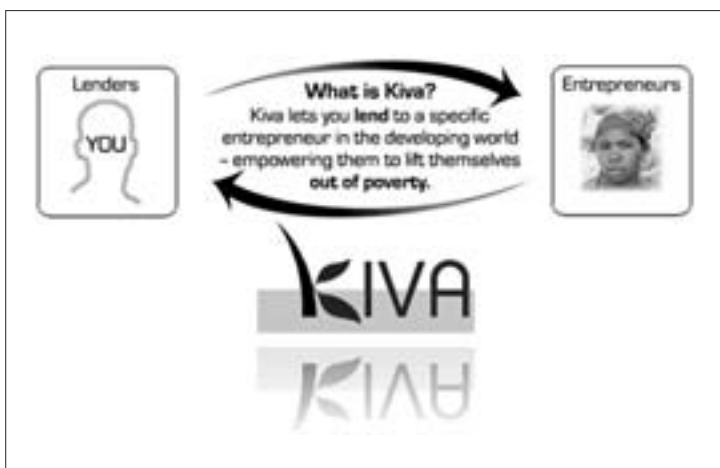 Lenders
YOU
What is Kiva?
Kiva lets you lend to a specific
entrepreneur in the developing world
– empowering them to lift themselves
out of poverty.
Entrepreneurs
KIVA
KIVA